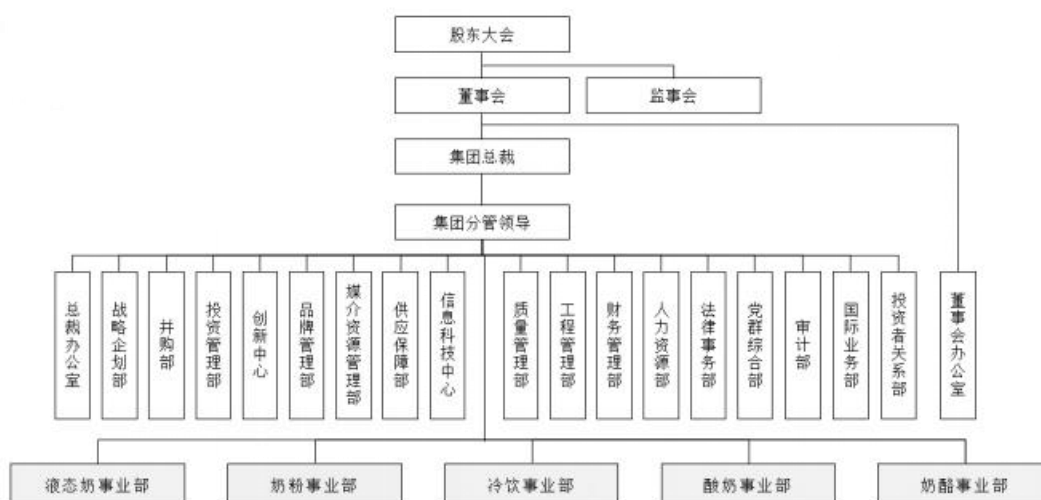 股东大会
董事会
监事会
集团总裁
集团分管领导
总裁办公室
战略企划部
并购部
投资管理部
创新中心
品牌管理部
媒介资源管理部
供应保障部
信息科技中心
质量管理部
工程管理部
财务管理部
人力资源部
法律事务部
党群综合部
审计部
国际业务部
投资者关系部
董事会办公室
液态奶事业部
奶粉事业部
冷饮事业部
酸奶事业部
奶酪事业部